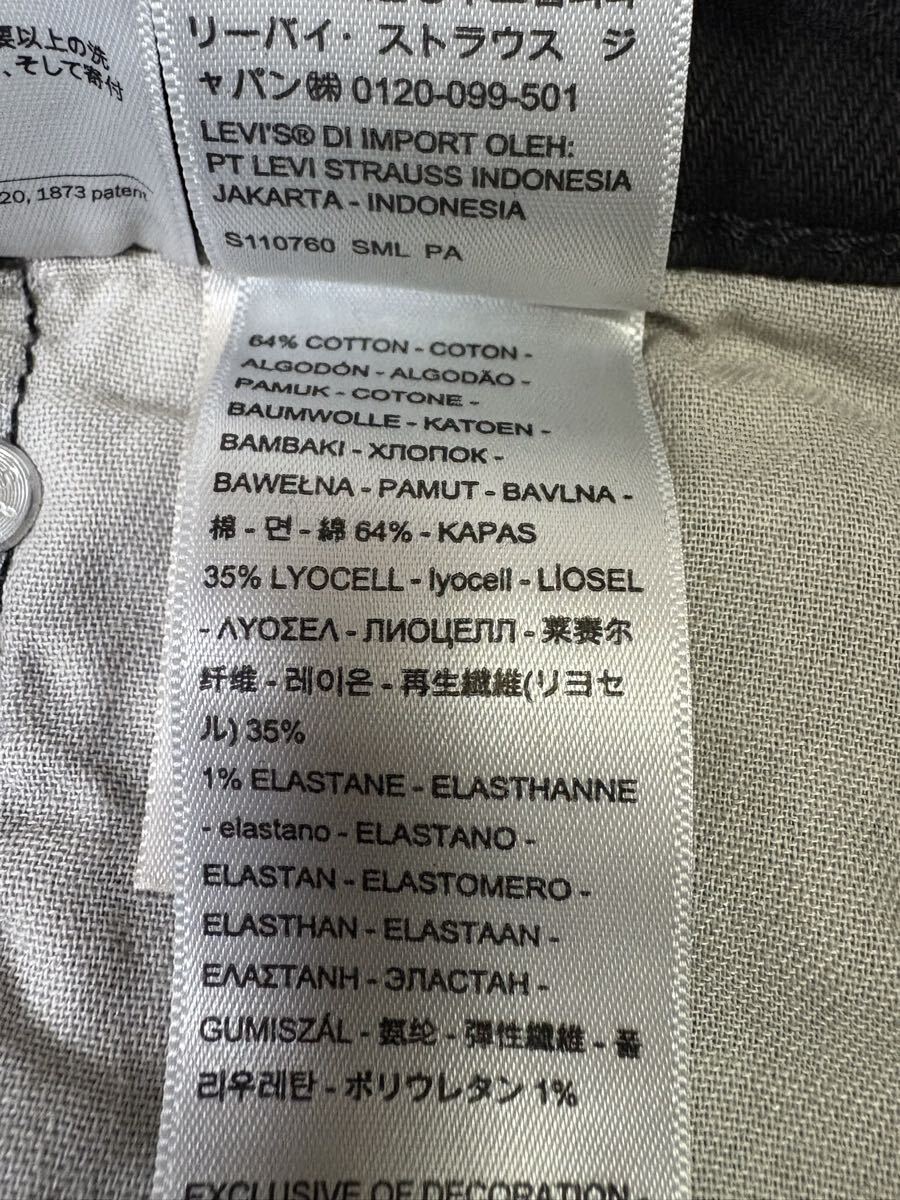 要以上の洗
、そして寄付
20, 1873 patent
リーバイ・ストラウス ジ
ャパン㈱ 0120-099-501
LEVI'S® DI IMPORT OLEH:
PT LEVI STRAUSS INDONESIA
JAKARTA - INDONESIA
S110760 SML PA
64% COTTON - COTON -
ALGODÓN - ALGODÃO -
PAMUK - COTONE -
BAUMWOLLE - KATOEN -
BAMBAKI - ХЛОПОК -
BAWEŁNA - PAMUT - BAVLNA -
棉 - 면 - 綿 64% - KAPAS
35% LYOCELL - lyocell - LİOSEL
- ΛΥΟΣΕΛ - ЛИОЦЕЛЛ - 莱赛尔
纤维 - 레이온 - 再生繊維(リヨセ
ル) 35%
1% ELASTANE - ELASTHANNE
- elastano - ELASTANO -
ELASTAN - ELASTOMERO -
ELASTHAN - ELASTAAN -
ΕΛΑΣΤΑΝΗ - ЭЛАСТАН -
GUMISZÁL - 氨纶 - 彈性纖維 - 폴
리우레탄 - ポリウレタン 1%
EXCLUSIVE OF DECORATION -